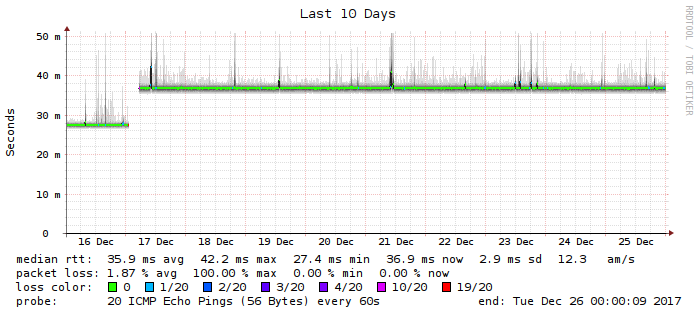 Last 10 Days
RRDTOOL / TOBI OETIKER
Seconds
50 m
40 m
30 m
20 m
10 m
0
16 Dec 17 Dec 18 Dec 19 Dec 20 Dec 21 Dec 22 Dec 23 Dec 24 Dec 25 Dec
median rtt: 35.9 ms avg 42.2 ms max 27.4 ms min 36.9 ms now 2.9 ms sd 12.3 am/s
packet loss: 1.87 % avg 100.00 % max 0.00 % min 0.00 % now
loss color: 0 1/20 2/20 3/20 4/20 10/20 19/20
probe: 20 ICMP Echo Pings (56 Bytes) every 60s end: Tue Dec 26 00:00:09 2017